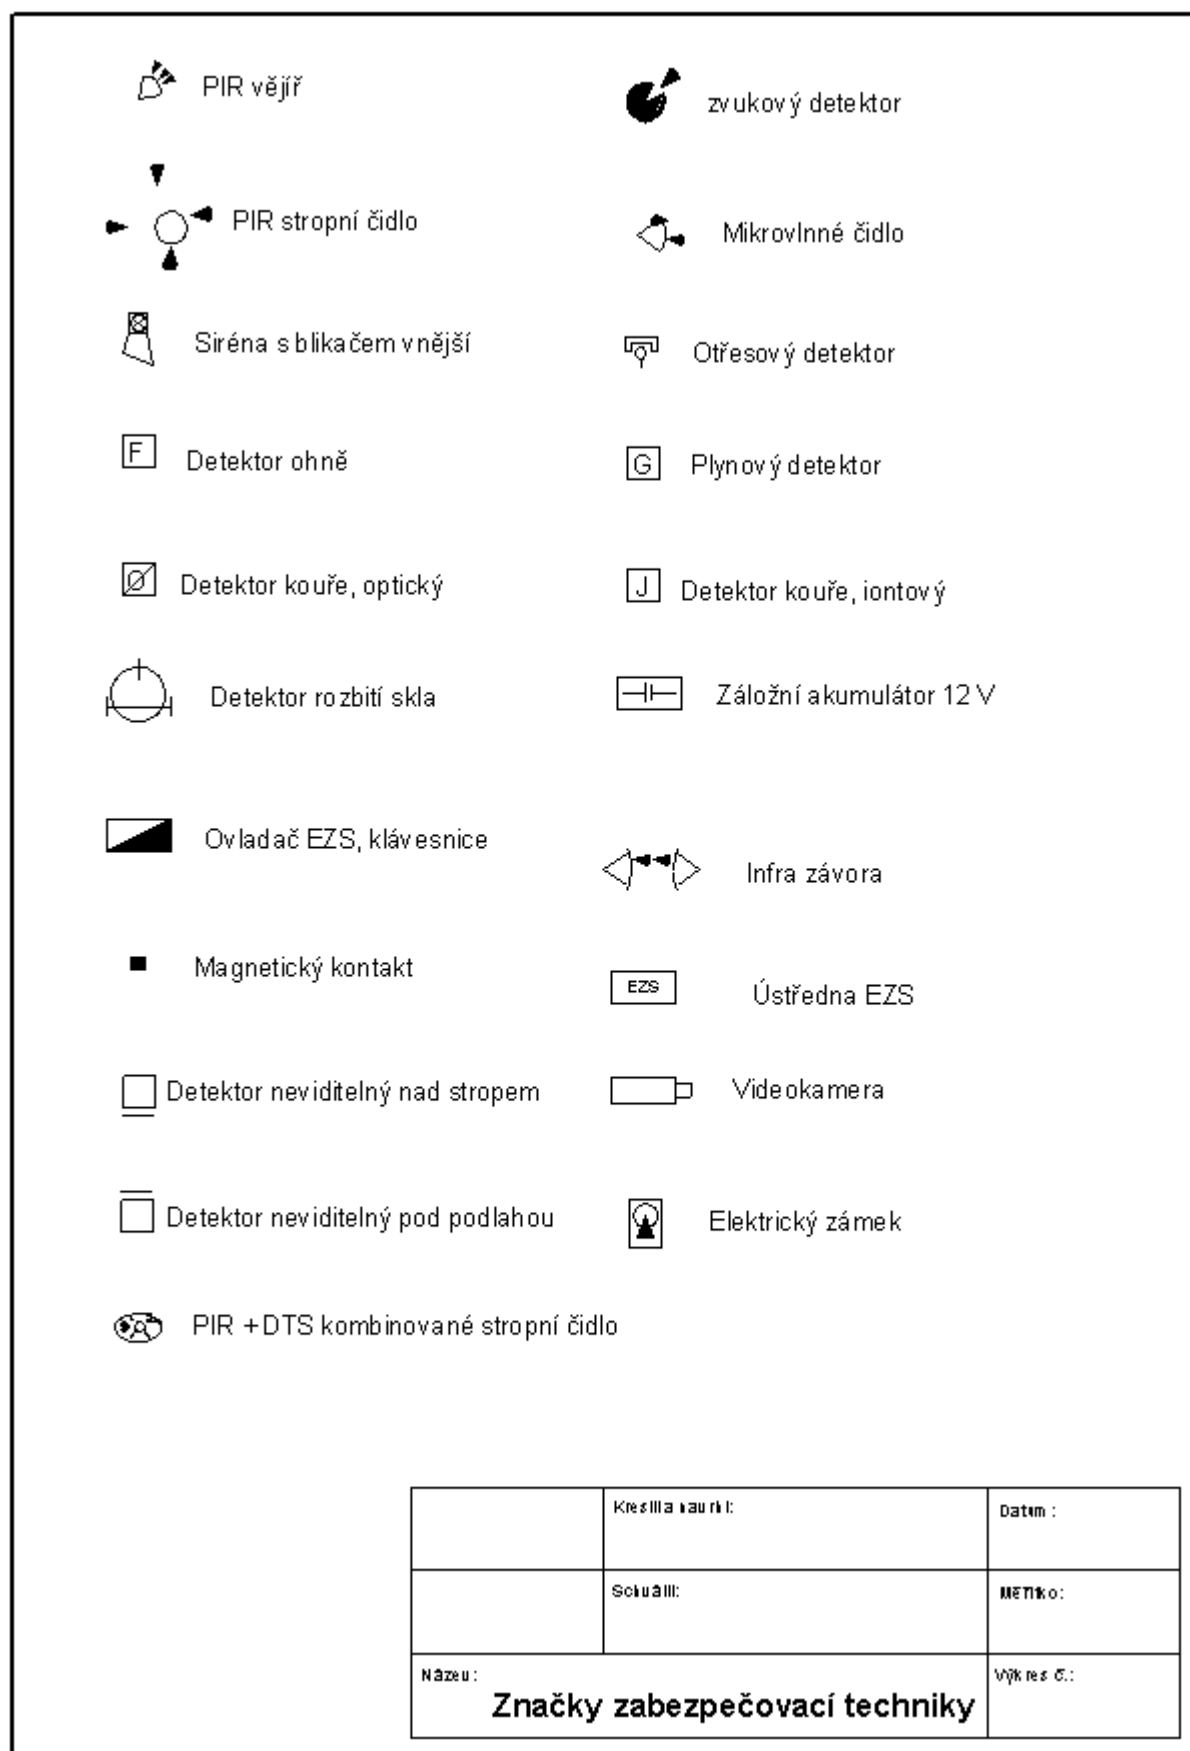 PIR vějíř
zvukový detektor
PIR stropní čidlo
Mikrovlnné čidlo
Siréna s blikačem vnější
Otřesový detektor
F
Detektor ohně
G
Plynový detektor
Detektor kouře, optický
J
Detektor kouře, iontový
Detektor rozbití skla
Záložní akumulátor 12 V
Ovladač EZS, klávesnice
Infra závora
Magnetický kontakt
EZS
Ústředna EZS
Detektor neviditelný nad stropem
Videokamera
Detektor neviditelný pod podlahou
Elektrický zámek
PIR + DTS kombinované stropní čidlo
Datum :
Měřítko:
Název :
Značky zabezpečovací techniky
Výkres č.: